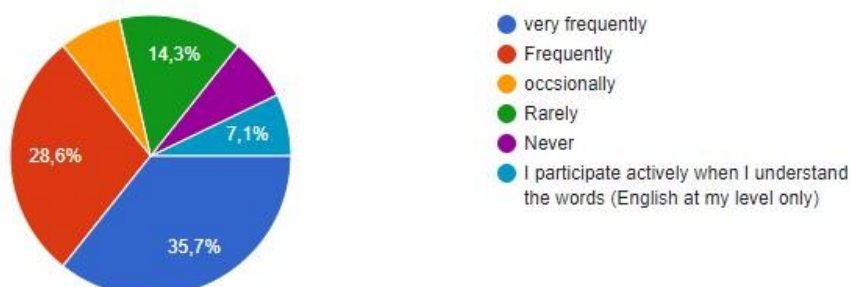 14,3%
7,1%
28,6%
35,7%
very frequently
Frequently
occsionally
Rarely
Never
I participate actively when I understand
the words (English at my level only)